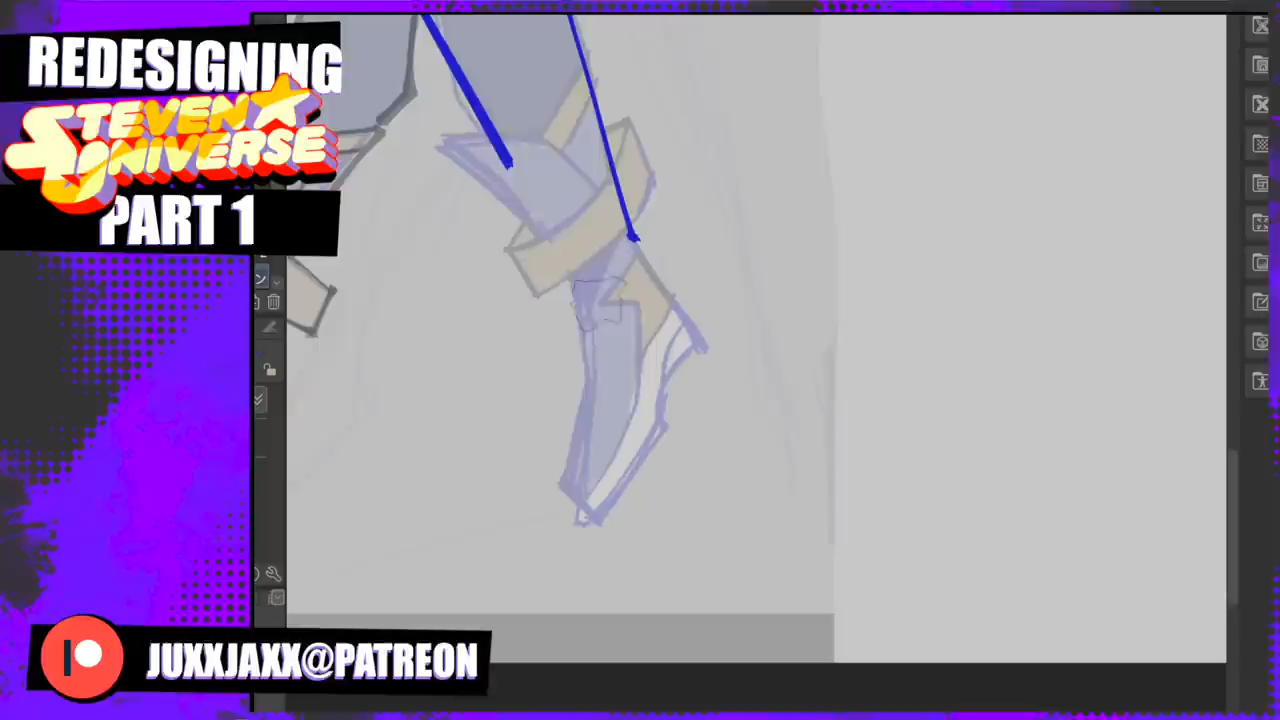 REDESIGNING
STEVEN
UNIVERSE
PART 1
JUXXJAXX@PATREON